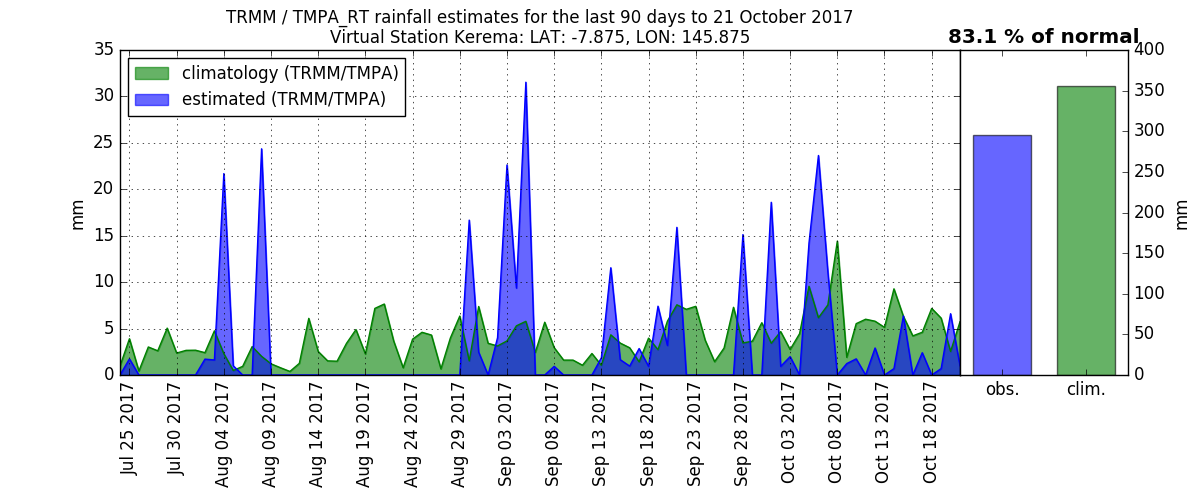 TRMM / TMPA_RT rainfall estimates for the last 90 days to 21 October 2017
Virtual Station Kerema: LAT: -7.875, LON: 145.875
83.1 % of normal
climatology (TRMM/TMPA)
estimated (TRMM/TMPA)
35
30
25
20
15
10
5
0
mm
Jul 25 2017
Jul 30 2017
Aug 04 2017
Aug 09 2017
Aug 14 2017
Aug 19 2017
Aug 24 2017
Aug 29 2017
Sep 03 2017
Sep 08 2017
Sep 13 2017
Sep 18 2017
Sep 23 2017
Sep 28 2017
Oct 03 2017
Oct 08 2017
Oct 13 2017
Oct 18 2017
obs.
clim.
400
350
300
250
200
150
100
50
0
mm